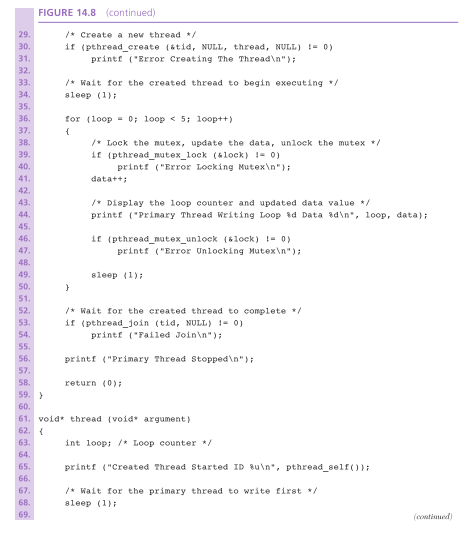 FIGURE 14.8 (continued)
29. /* Create a new thread */
30. if (pthread_create (&tid, NULL, thread, NULL) != 0)
31. printf ("Error Creating The Thread\n");
32.
33. /* Wait for the created thread to begin executing */
34. sleep (1);
35.
36. for (loop = 0; loop < 5; loop++)
37. {
38. /* Lock the mutex, update the data, unlock the mutex */
39. if (pthread_mutex_lock (&lock) != 0)
40. printf ("Error Locking Mutex\n");
41. data++;
42.
43. /* Display the loop counter and updated data value */
44. printf ("Primary Thread Writing Loop %d Data %d\n", loop, data);
45.
46. if (pthread_mutex_unlock (&lock) != 0)
47. printf ("Error Unlocking Mutex\n");
48.
49. sleep (1);
50. }
51.
52. /* Wait for the created thread to complete */
53. if (pthread_join (tid, NULL) != 0)
54. printf ("Failed Join\n");
55.
56. printf ("Primary Thread Stopped\n");
57.
58. return (0);
59. }
60.
61. void* thread (void* argument)
62. {
63. int loop; /* Loop counter */
64.
65. printf ("Created Thread Started ID %u\n", pthread_self());
66.
67. /* Wait for the primary thread to write first */
68. sleep (1);
69.
(continued)